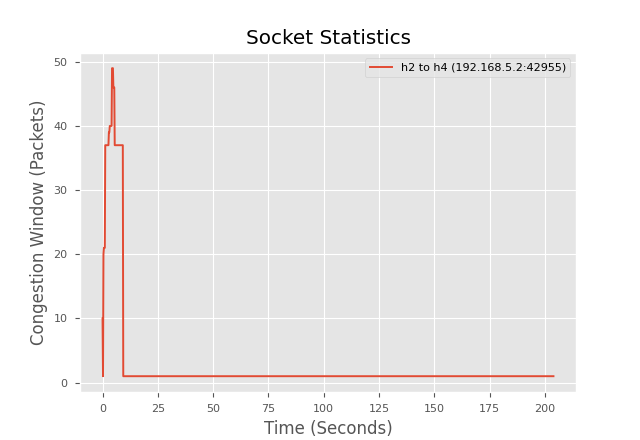 Socket Statistics
h2 to h4 (192.168.5.2:42955)
Congestion Window (Packets)
50
40
30
20
10
0
0 25 50 75 100 125 150 175 200
Time (Seconds)